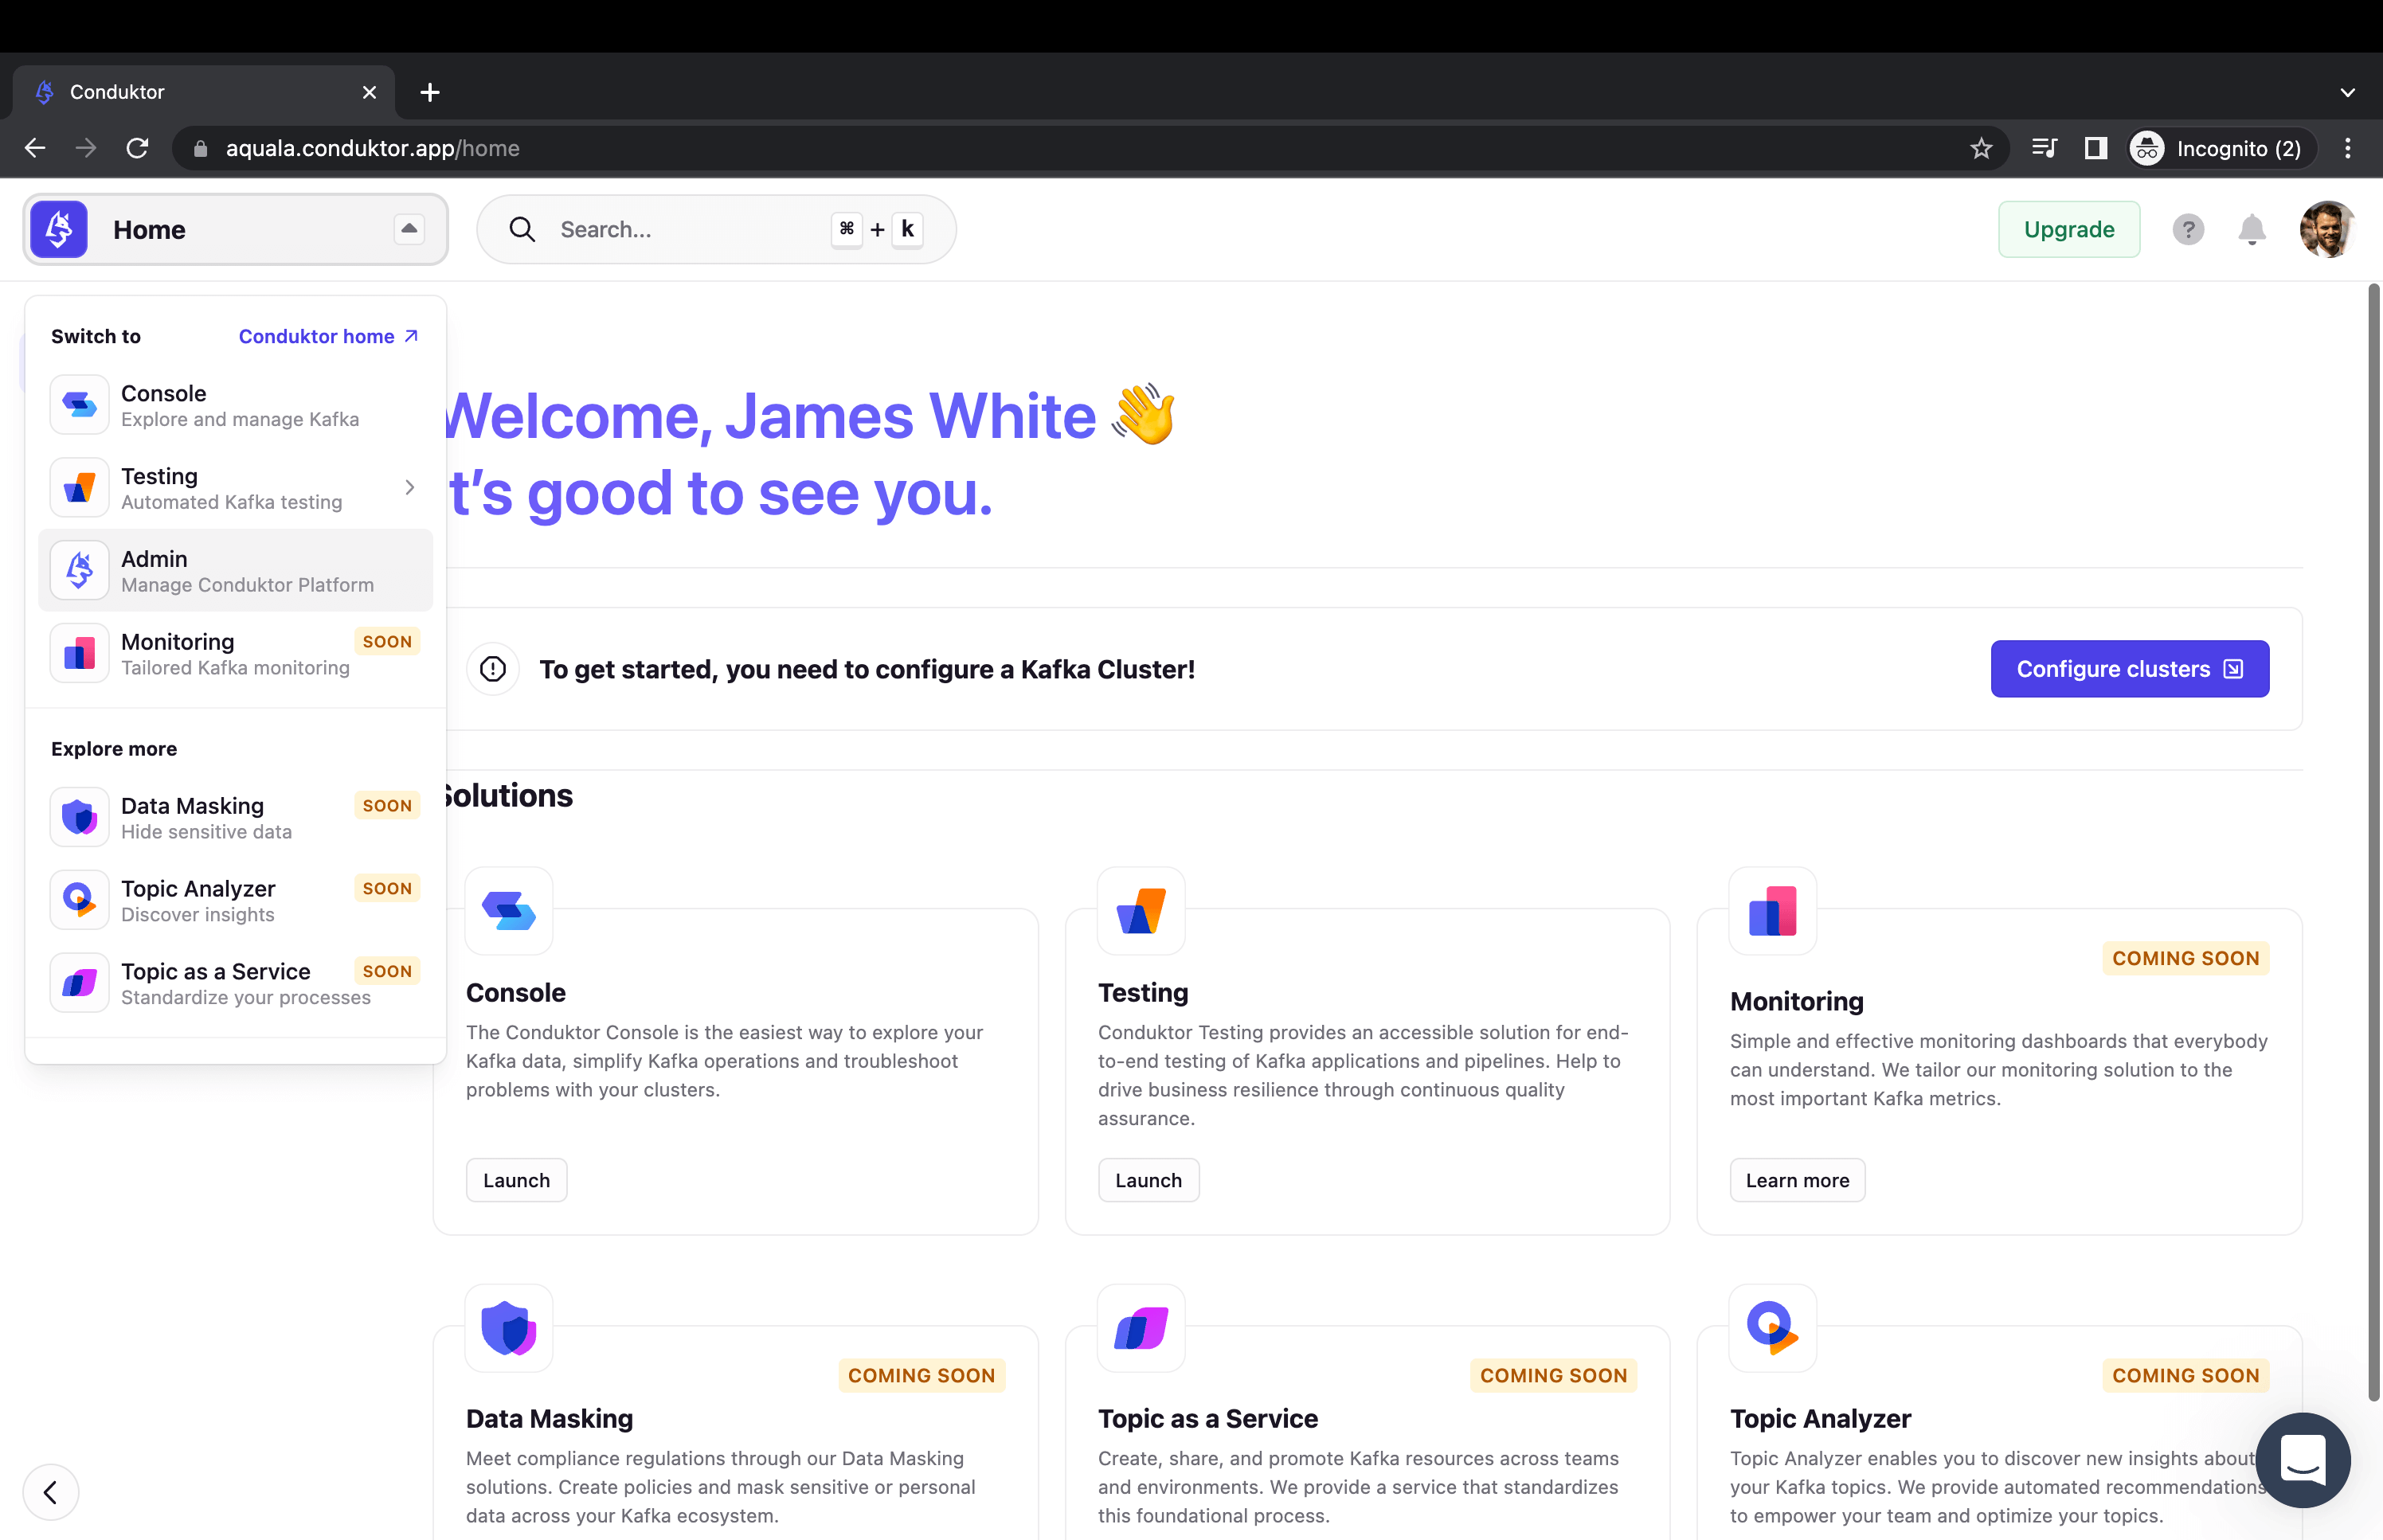 Conduktor
aquala.conduktor.app/home
Incognito (2)
Home
Search...
⌘ + k
Upgrade
?
Switch to
Conduktor home
Console
Explore and manage Kafka
Testing
Automated Kafka testing
Admin
Manage Conduktor Platform
Monitoring
SOON
Tailored Kafka monitoring
Explore more
Data Masking
SOON
Hide sensitive data
Topic Analyzer
SOON
Discover insights
Topic as a Service
SOON
Standardize your processes
Welcome, James White
t’s good to see you.
To get started, you need to configure a Kafka Cluster!
Configure clusters
Solutions
Console
The Conduktor Console is the easiest way to explore your
Kafka data, simplify Kafka operations and troubleshoot
problems with your clusters.
Launch
Testing
Conduktor Testing provides an accessible solution for end-
to-end testing of Kafka applications and pipelines. Help to
drive business resilience through continuous quality
assurance.
Launch
COMING SOON
Monitoring
Simple and effective monitoring dashboards that everybody
can understand. We tailor our monitoring solution to the
most important Kafka metrics.
Learn more
COMING SOON
Data Masking
Meet compliance regulations through our Data Masking
solutions. Create policies and mask sensitive or personal
data across your Kafka ecosystem.
COMING SOON
Topic as a Service
Create, share, and promote Kafka resources across teams
and environments. We provide a service that standardizes
this foundational process.
COMING SOON
Topic Analyzer
Topic Analyzer enables you to discover new insights about
your Kafka topics. We provide automated recommendations
to empower your team and optimize your topics.